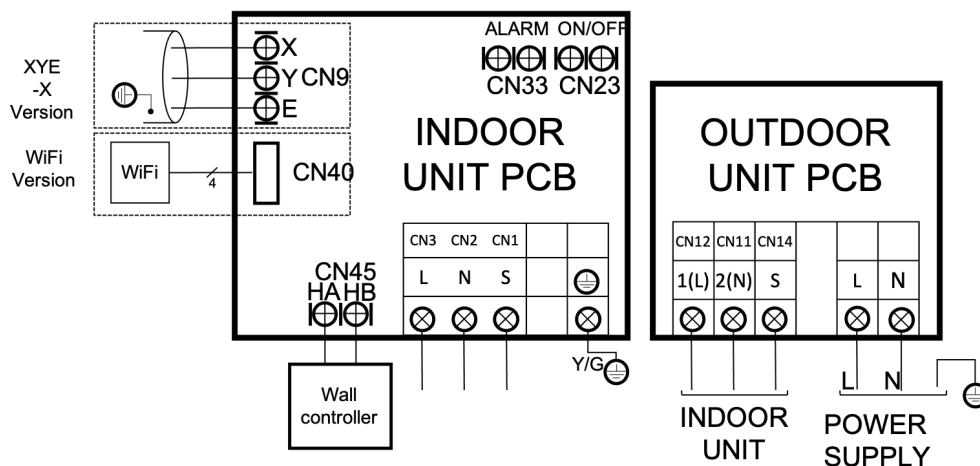 XYE
-X
Version
X
Y
E
CN9
ALARM ON/OFF
CN33 CN23
WiFi
Version
WiFi
4
CN40
INDOOR
UNIT PCB
CN45
HA HB
CN3 CN2 CN1
L N S
Y/G
Wall
controller
OUTDOOR
UNIT PCB
CN12 CN11 CN14
1(L) 2(N) S L N
L N
INDOOR
UNIT
POWER
SUPPLY